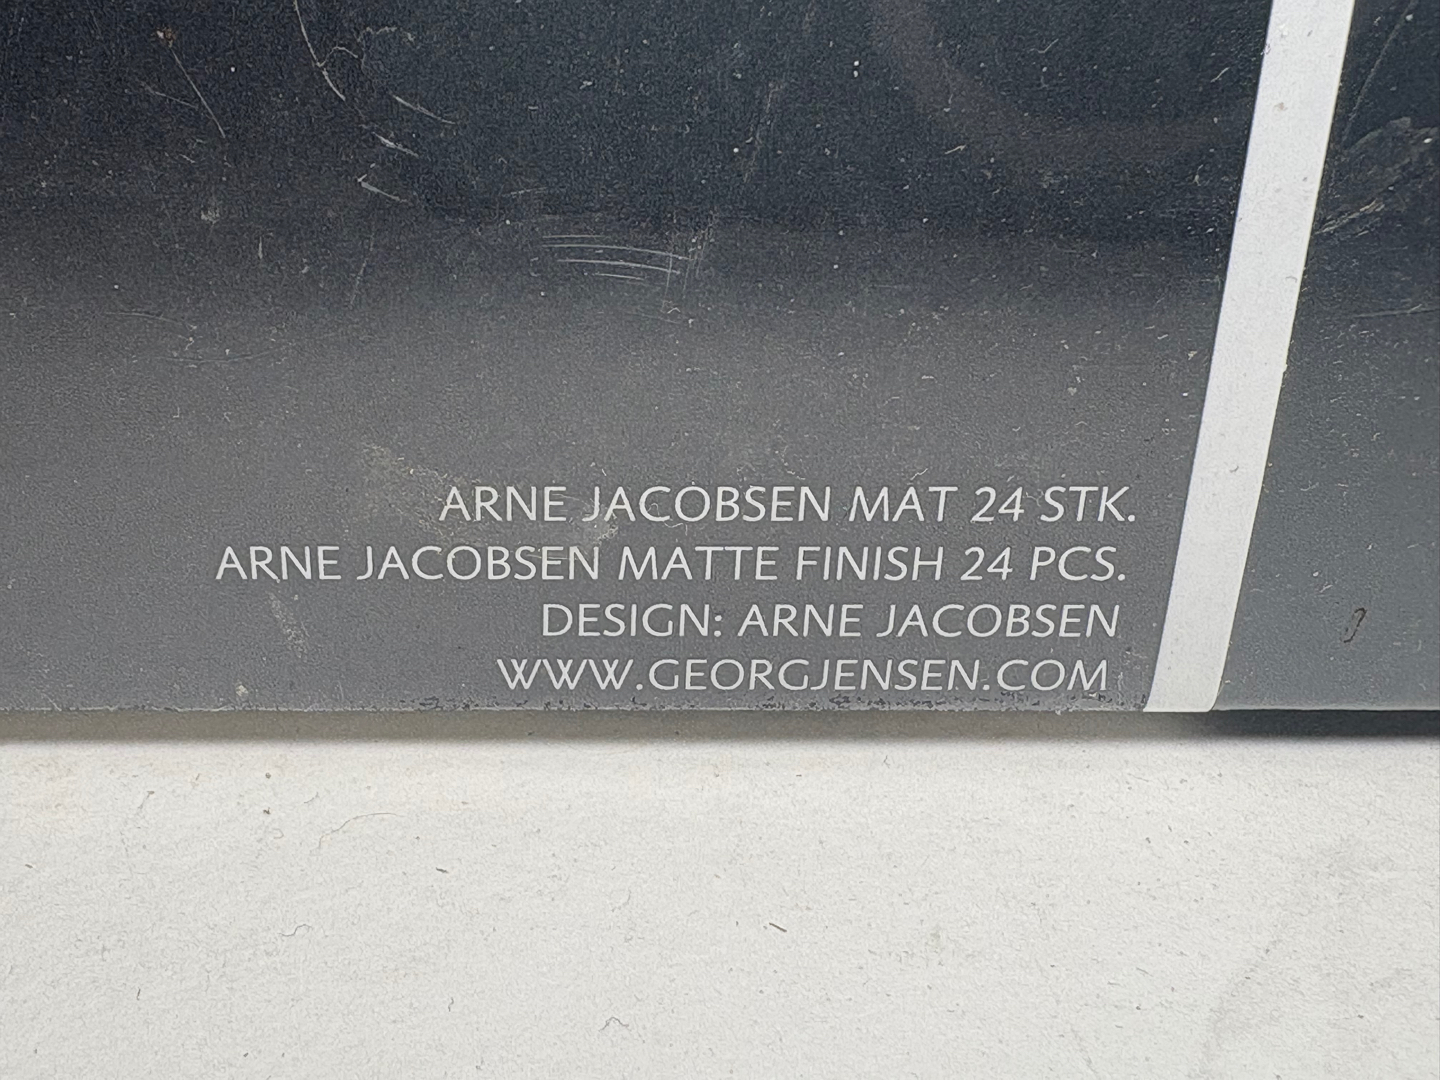 ARNE JACOBSEN MAT 24 STK.
ARNE JACOBSEN MATTE FINISH 24 PCS.
DESIGN: ARNE JACOBSEN
WWW.GEORGJENSEN.COM